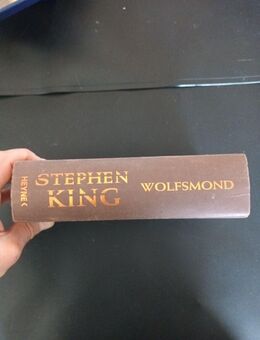 HEYNE <
STEPHEN
KING
WOLFSMOND